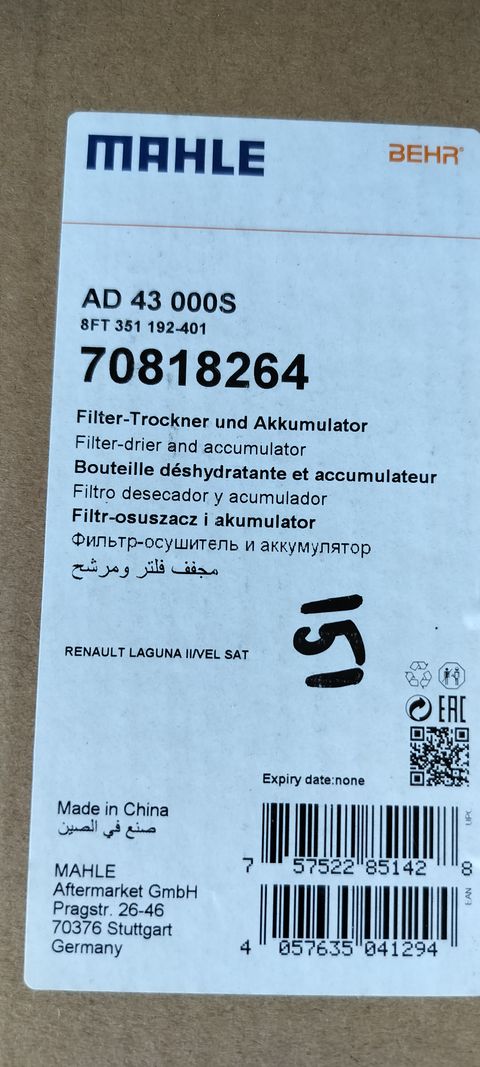 MAHLE
BEHR®
AD 43 000S
8FT 351 192-401
70818264
Filter-Trockner und Akkumulator
Filter-drier and accumulator
Bouteille déshydratante et accumulateur
Filtro desecador y acumulador
Filtr-osuszacz i akumulator
Фильтр-осушитель и аккумулятор
مجفف فلتر ومرشح
151
RENAULT LAGUNA II/VEL SAT
EAC
Expiry date:none
Made in China
صنع في الصين
UPC
7 57522 85142 8
MAHLE
Aftermarket GmbH
Pragstr. 26-46
70376 Stuttgart
Germany
EAN
4 057635 041294